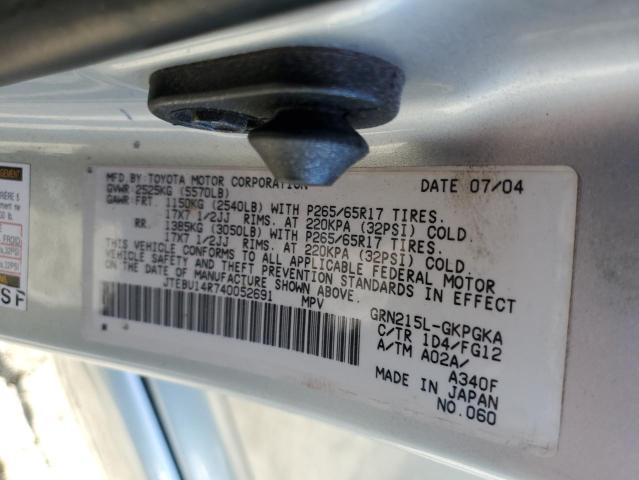 MFD BY: TOYOTA MOTOR CORPORATION DATE 07/04
GVWR 2525KG (5570LB)
GAWR FRT. 1150KG (2540LB) WITH P265/65R17 TIRES.
17X7 1/2JJ RIMS. AT 220KPA (32PSI) COLD.
RR. 1385KG (3050LB) WITH P265/65R17 TIRES.
17X7 1/2JJ RIMS. AT 220KPA (32PSI) COLD.
THIS VEHICLE CONFORMS TO ALL APPLICABLE FEDERAL MOTOR
VEHICLE SAFETY AND THEFT PREVENTION STANDARDS IN EFFECT
ON THE DATE OF MANUFACTURE SHOWN ABOVE.
JTEBU14R740052691 MPV
GRN215L-GKPGKA
C/TR 1D4/FG12
A/TM A02A/
A340F
MADE IN JAPAN
NO.060